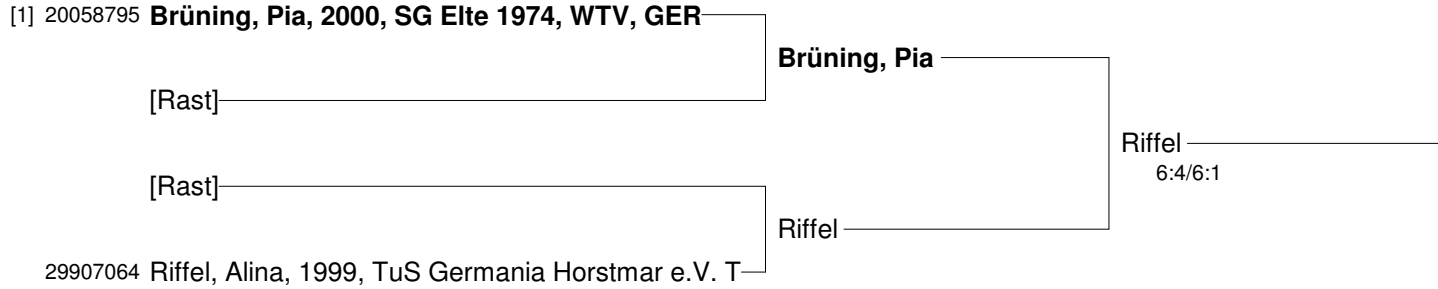 [1] 20058795 Brüning, Pia, 2000, SG Elte 1974, WTV, GER
Brüning, Pia
[Rast]
Riffel
6:4/6:1
[Rast]
Riffel
29907064 Riffel, Alina, 1999, TuS Germania Horstmar e.V. T